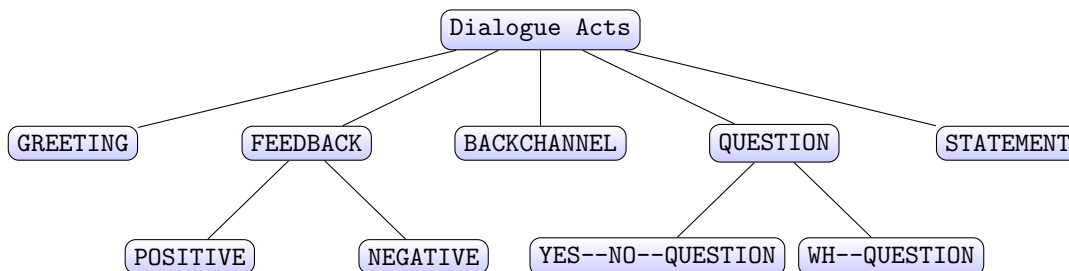 Dialogue Acts
GREETING FEEDBACK BACKCHANNEL QUESTION STATEMENT
POSITIVE NEGATIVE YES--NO--QUESTION WH--QUESTION